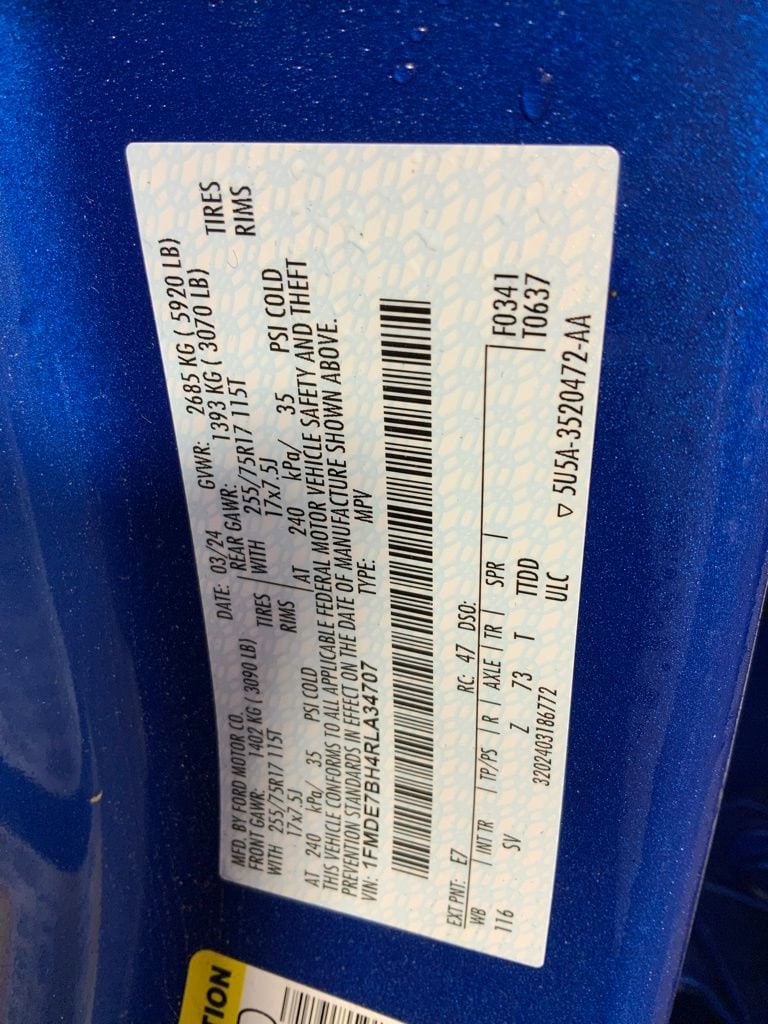 MFD. BY FORD MOTOR CO.
DATE: 03/24 GVWR: 2685 KG ( 5920 LB)
FRONT GAWR: 1402 KG ( 3090 LB) REAR GAWR: 1393 KG ( 3070 LB)
WITH 255/75R17 115T TIRES WITH 255/75R17 115T TIRES
17x7.5J RIMS 17x7.5J RIMS
AT 240 kPa/ 35 PSI COLD AT 240 kPa/ 35 PSI COLD
THIS VEHICLE CONFORMS TO ALL APPLICABLE FEDERAL MOTOR VEHICLE SAFETY AND THEFT
PREVENTION STANDARDS IN EFFECT ON THE DATE OF MANUFACTURE SHOWN ABOVE.
VIN: 1FMDE7BH4RLA34707 TYPE: MPV
EXT PNT: E7 RC: 47 DSO:
WB | INT TR | TP/PS | R | AXLE | TR | SPR | F0341
116 SV Z 73 T TTDD T0637
3202403186772 ULC ▽ 5U5A-3520472-AA
TION